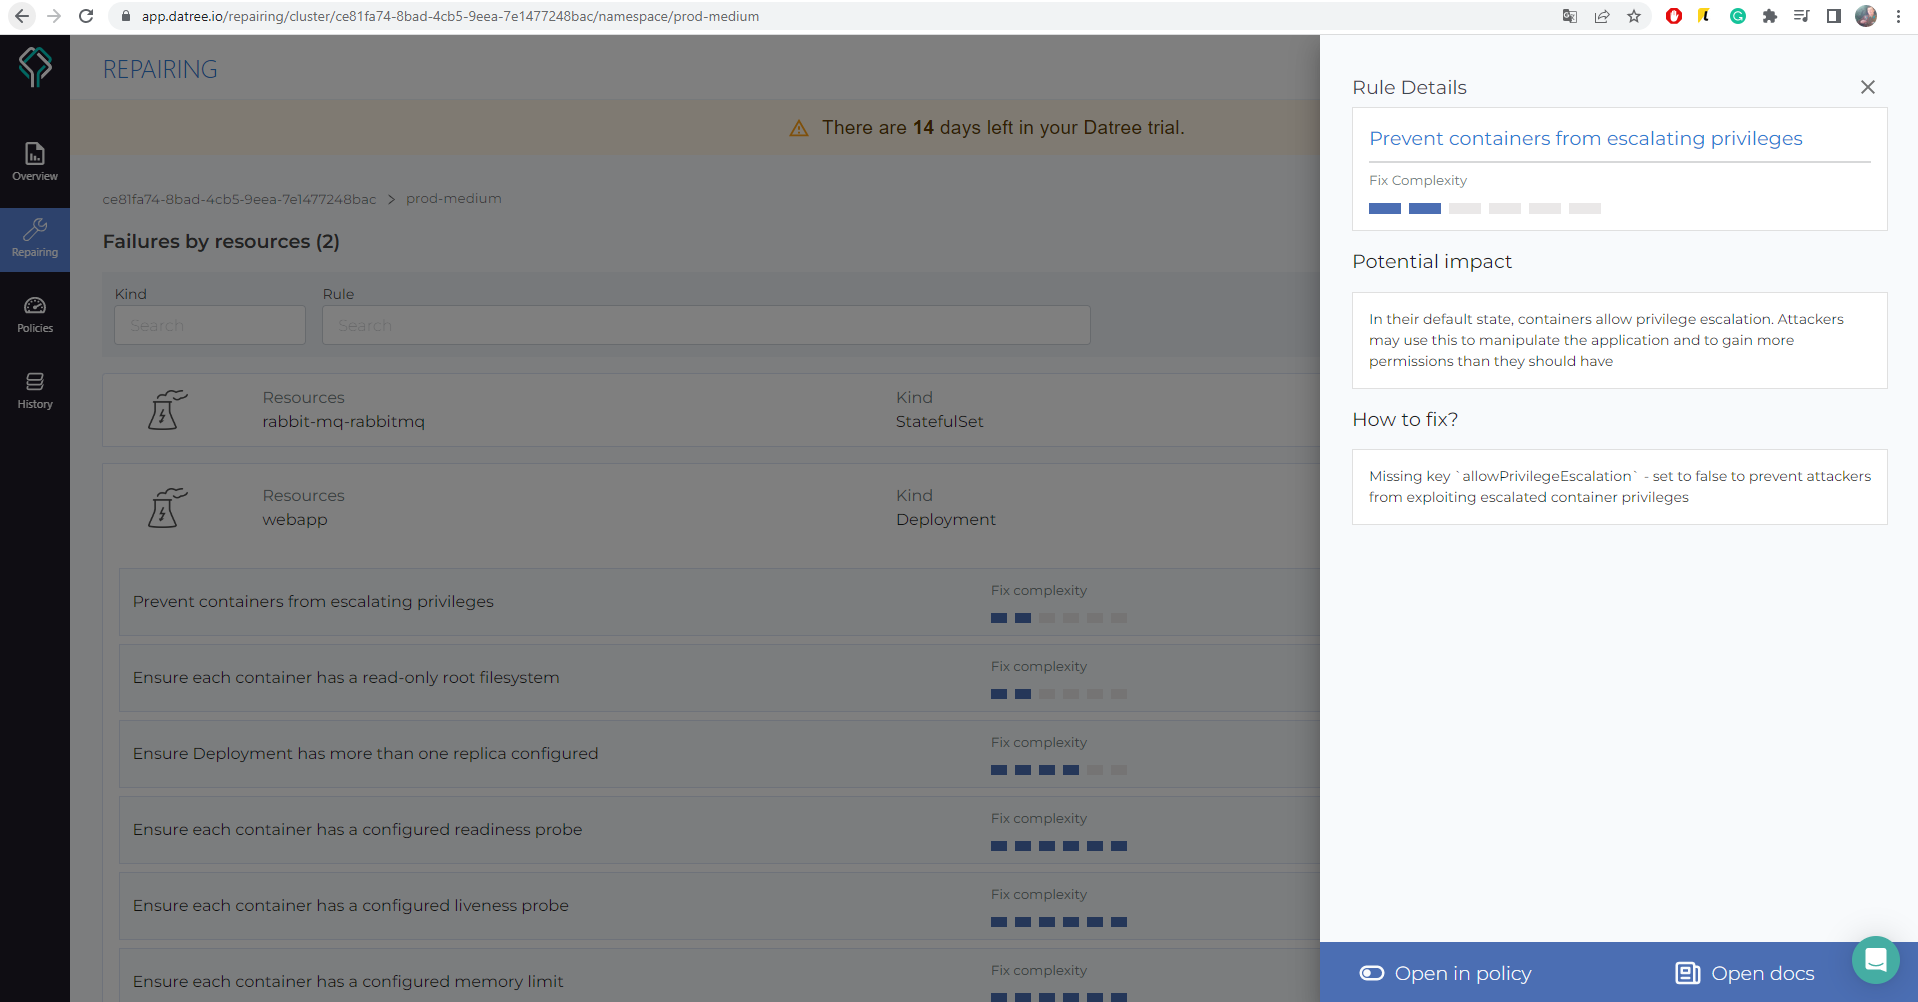 app.datree.io/repairing/cluster/ce81fa74-8bad-4cb5-9eea-7e1477248bac/namespace/prod-medium
REPAIRING
There are 14 days left in your Datree trial.
Overview
Repairing
Policies
History
ce81fa74-8bad-4cb5-9eea-7e1477248bac > prod-medium
Failures by resources (2)
Kind
Rule
Search
Search
Resources
Kind
rabbit-mq-rabbitmq
StatefulSet
Resources
Kind
webapp
Deployment
Prevent containers from escalating privileges
Fix complexity
Ensure each container has a read-only root filesystem
Fix complexity
Ensure Deployment has more than one replica configured
Fix complexity
Ensure each container has a configured readiness probe
Fix complexity
Ensure each container has a configured liveness probe
Fix complexity
Ensure each container has a configured memory limit
Fix complexity
Rule Details
Prevent containers from escalating privileges
Fix Complexity
Potential impact
In their default state, containers allow privilege escalation. Attackers
may use this to manipulate the application and to gain more
permissions than they should have
How to fix?
Missing key `allowPrivilegeEscalation` - set to false to prevent attackers
from exploiting escalated container privileges
Open in policy
Open docs